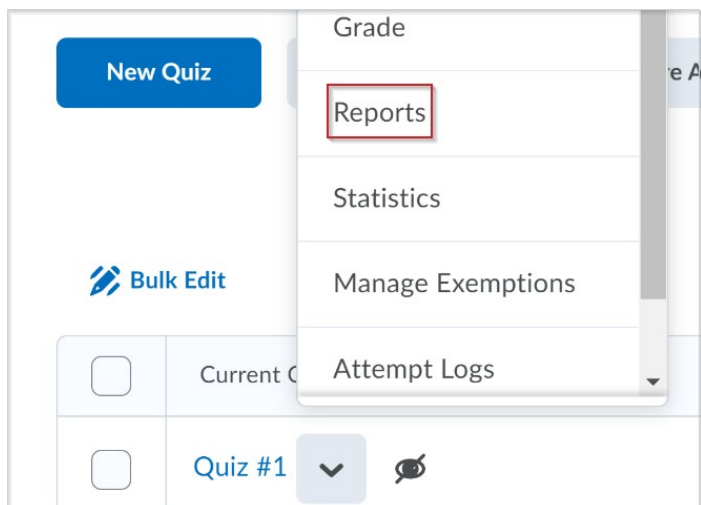 Grade
New Quiz
Reports
Statistics
Bulk Edit
Manage Exemptions
Current
Attempt Logs
Quiz #1